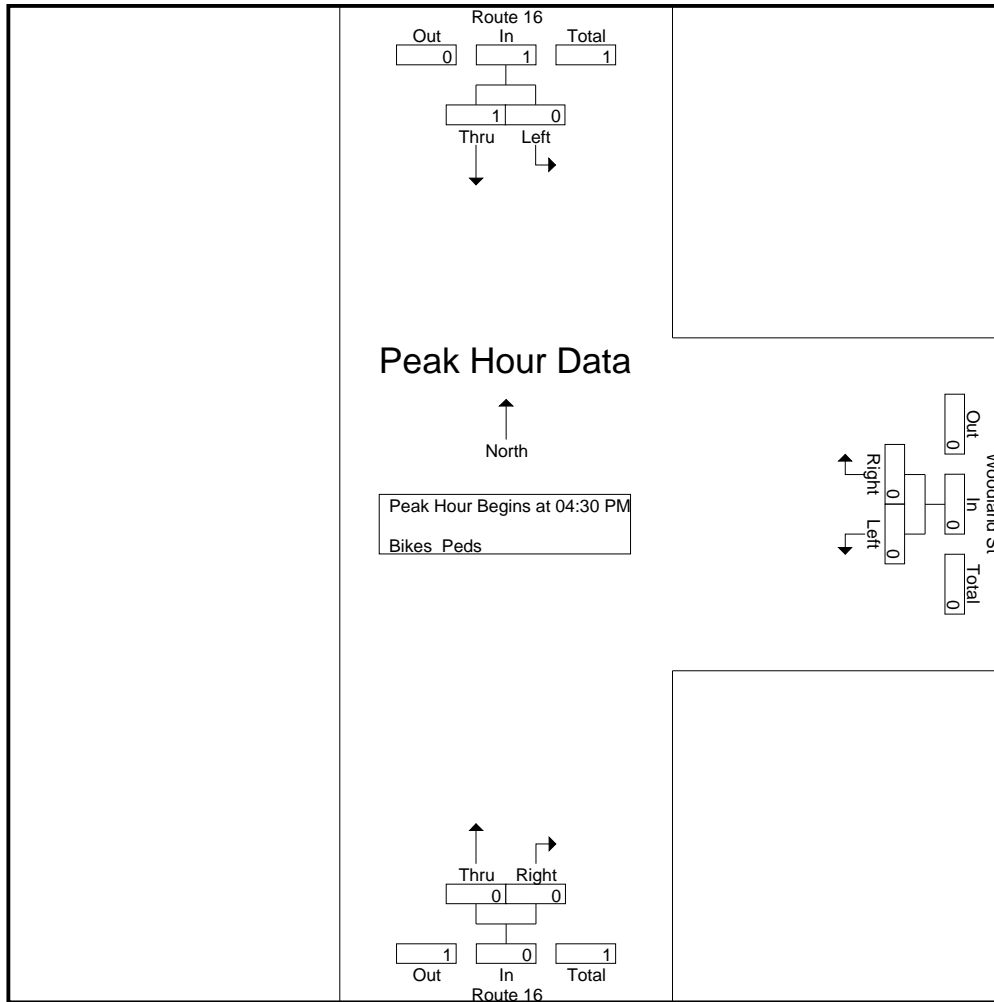 Route 16
Out In Total
0 1 1
1 0
Thru Left
Peak Hour Data
North
Peak Hour Begins at 04:30 PM
Bikes Peds
Right Left
0 0
Out In Total
0 0 0
Woodland St
Thru Right
0 0
1 0 1
Out In Total
Route 16